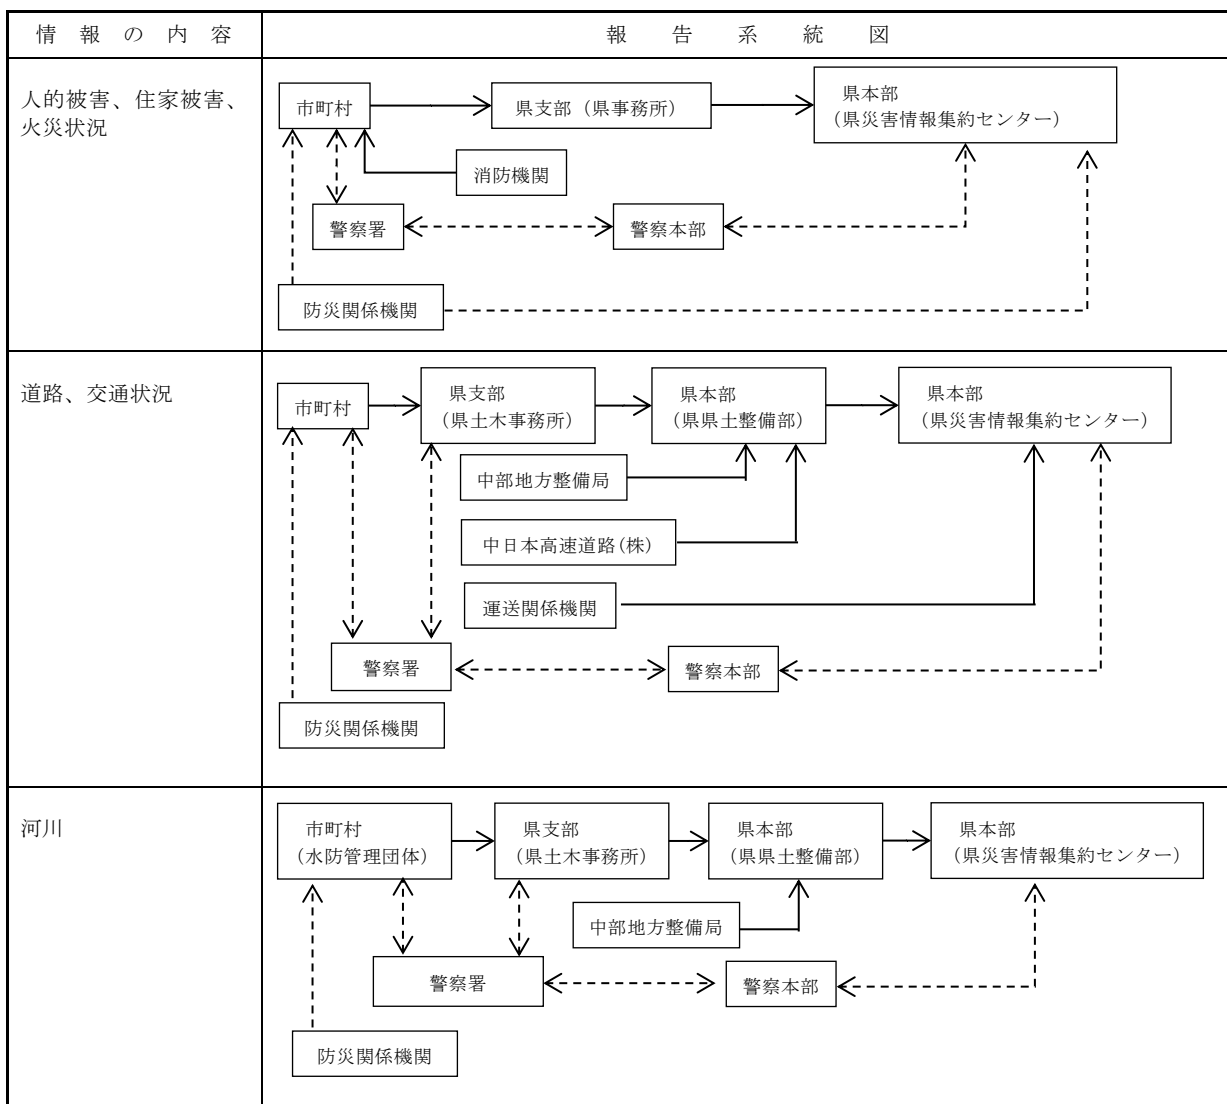 情報の内容
報告系統図
人的被害、住家被害、
火災状況
市町村
県支部（県事務所）
県本部
（県災害情報集約センター）
消防機関
警察署
警察本部
防災関係機関
道路、交通状況
市町村
県支部
（県土木事務所）
県本部
（県県土整備部）
県本部
（県災害情報集約センター）
中部地方整備局
中日本高速道路(株)
運送関係機関
警察署
警察本部
防災関係機関
河川
市町村
（水防管理団体）
県支部
（県土木事務所）
県本部
（県県土整備部）
県本部
（県災害情報集約センター）
中部地方整備局
警察署
警察本部
防災関係機関